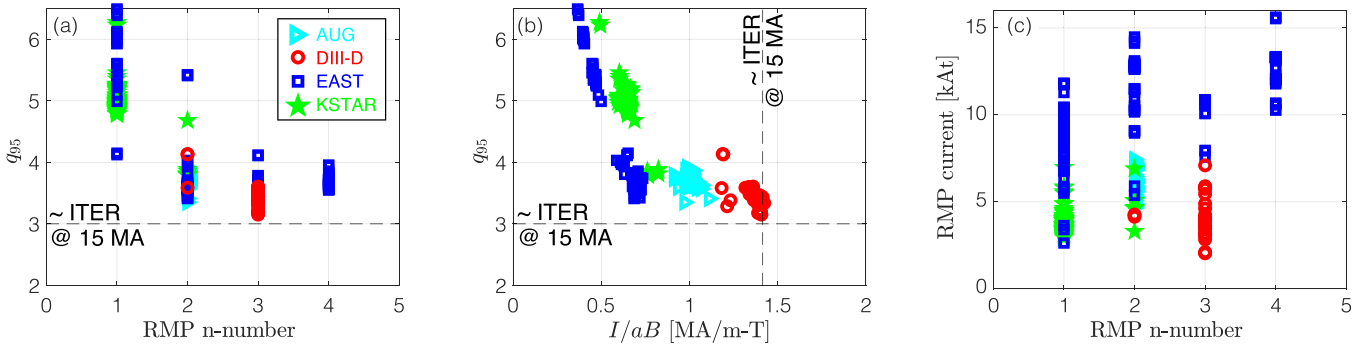 (a)
AUG
DIII-D
EAST
KSTAR
~ ITER
@ 15 MA
q95
6
5
4
3
2
0 1 2 3 4 5
RMP n-number
(b)
~ ITER
@ 15 MA
~ ITER
@ 15 MA
q95
6
5
4
3
2
0 0.5 1 1.5 2
I/aB [MA/m-T]
(c)
RMP current [kAt]
15
10
5
0
0 1 2 3 4 5
RMP n-number